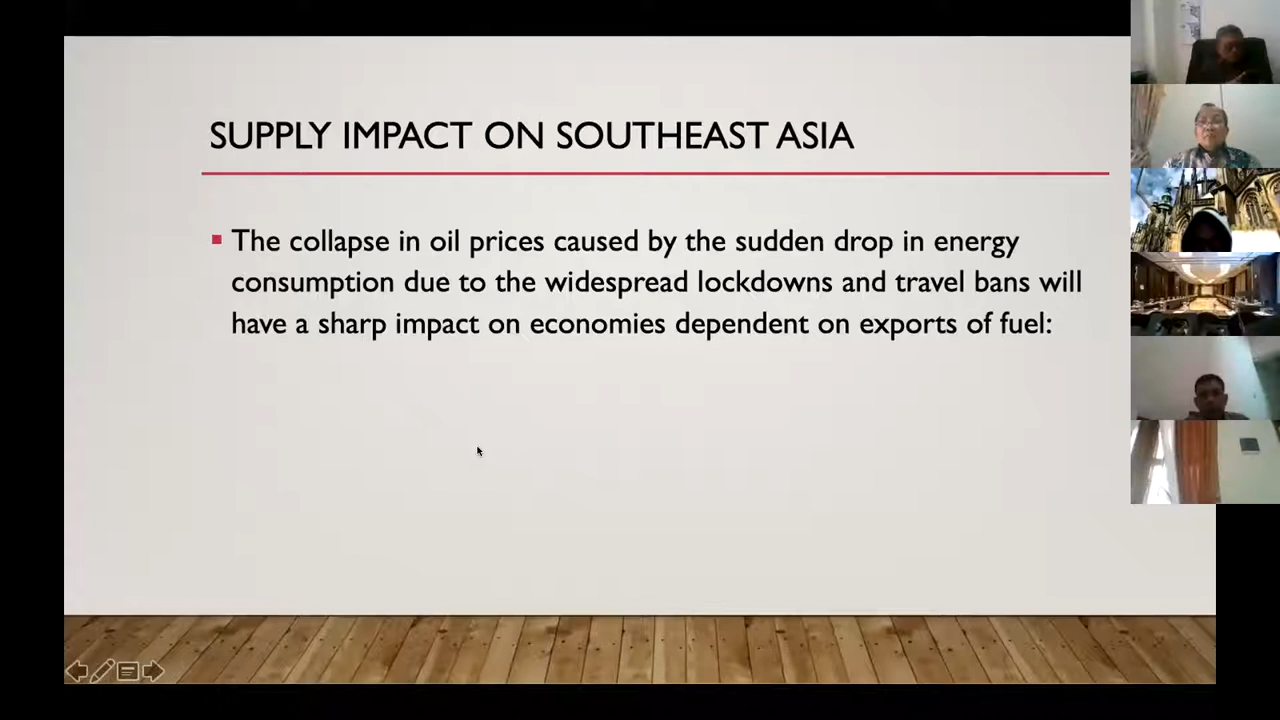 SUPPLY IMPACT ON SOUTHEAST ASIA
The collapse in oil prices caused by the sudden drop in energy
consumption due to the widespread lockdowns and travel bans will
have a sharp impact on economies dependent on exports of fuel: